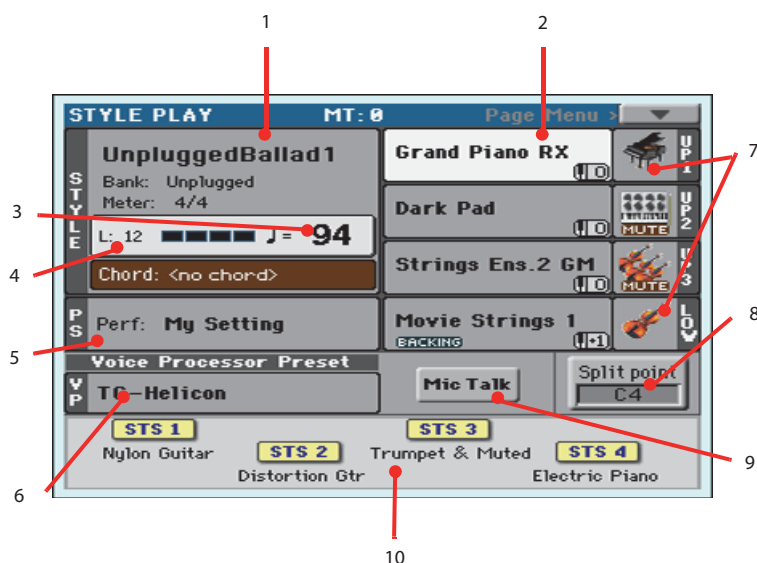 1
2
STYLE PLAY MT: 0 Page Menu >
STYLE
UnpluggedBallad1
Bank: Unplugged
Meter: 4/4
3
L: 12 ♩= 94
4
Chord: <no chord>
Grand Piano RX
0
UP1
7
Dark Pad
0
MUTE
UP2
Strings Ens.2 GM
0
MUTE
UP3
PS
Perf: My Setting
5
Movie Strings 1
BACKING
+1
LOW
8
Voice Processor Preset
VP
TC-Helicon
6
Mic Talk
9
Split point
C4
STS 1
Nylon Guitar
STS 2
Distortion Gtr
STS 3
Trumpet & Muted
STS 4
Electric Piano
10